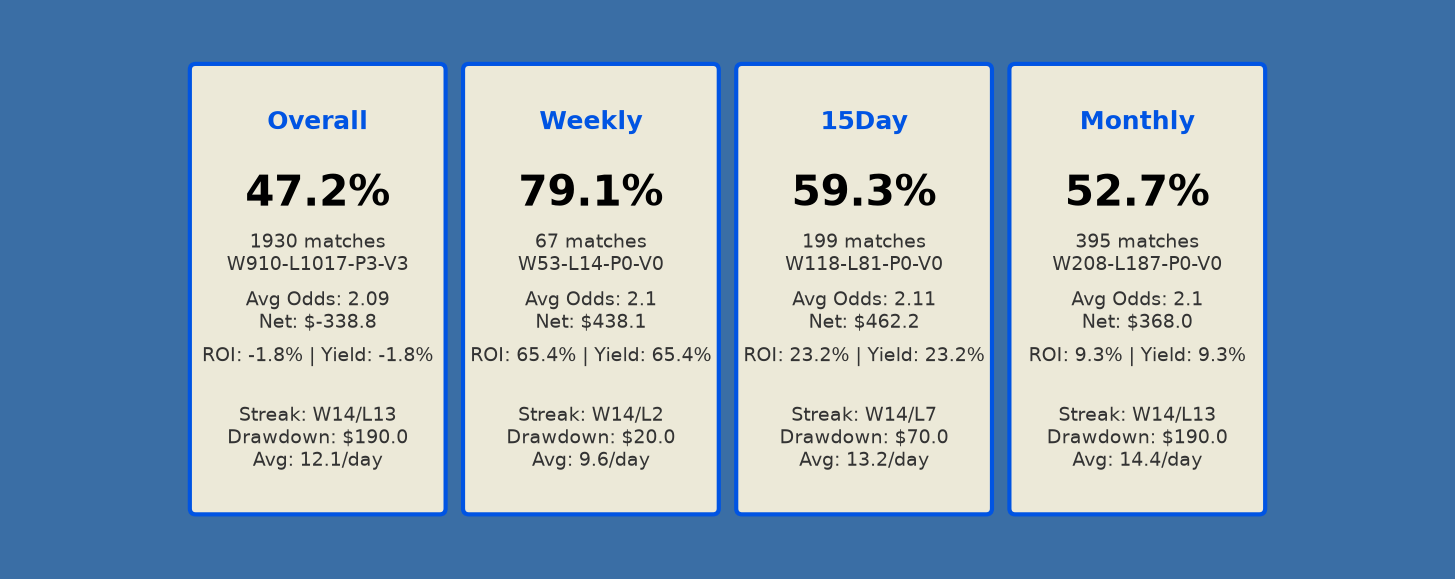 Overall
47.2%
1930 matches
W910-L1017-P3-V3
Avg Odds: 2.09
Net: $-338.8
ROI: -1.8% | Yield: -1.8%
Streak: W14/L13
Drawdown: $190.0
Avg: 12.1/day
Weekly
79.1%
67 matches
W53-L14-P0-V0
Avg Odds: 2.1
Net: $438.1
ROI: 65.4% | Yield: 65.4%
Streak: W14/L2
Drawdown: $20.0
Avg: 9.6/day
15Day
59.3%
199 matches
W118-L81-P0-V0
Avg Odds: 2.11
Net: $462.2
ROI: 23.2% | Yield: 23.2%
Streak: W14/L7
Drawdown: $70.0
Avg: 13.2/day
Monthly
52.7%
395 matches
W208-L187-P0-V0
Avg Odds: 2.1
Net: $368.0
ROI: 9.3% | Yield: 9.3%
Streak: W14/L13
Drawdown: $190.0
Avg: 14.4/day